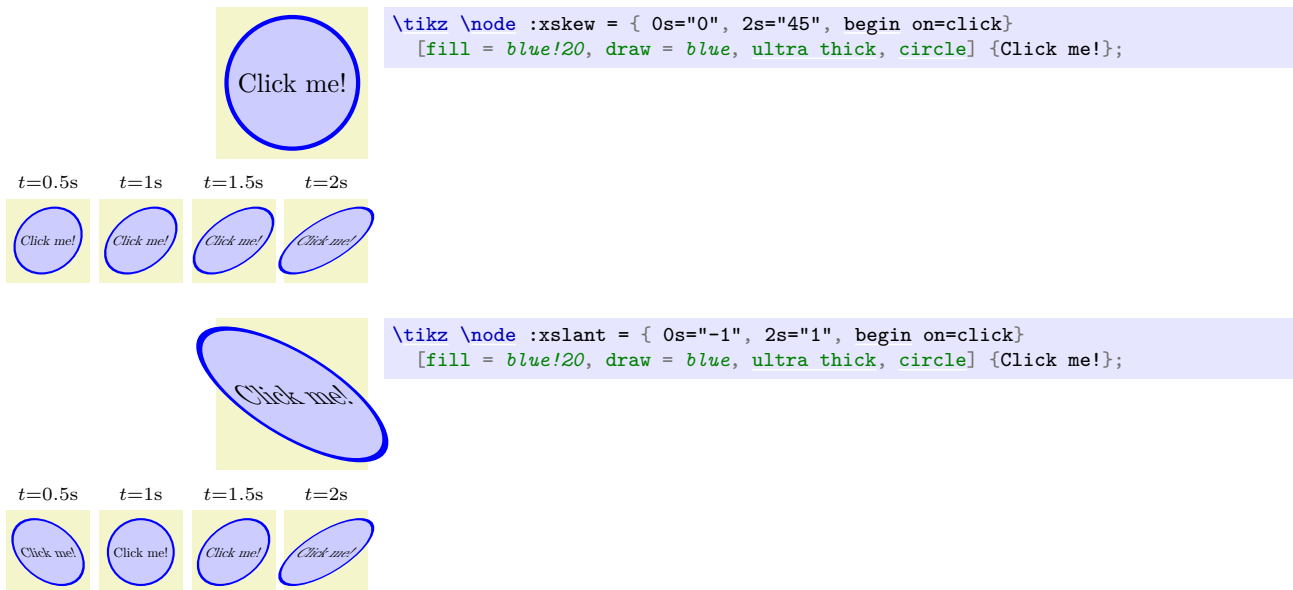 Click me!
\tikz \node :xskew = { 0s="0", 2s="45", begin on=click}
[fill = blue!20, draw = blue, ultra thick, circle] {Click me!};
t=0.5s t=1s t=1.5s t=2s
Click me! Click me! Click me! Click me!
\tikz \node :xslant = { 0s="-1", 2s="1", begin on=click}
[fill = blue!20, draw = blue, ultra thick, circle] {Click me!};
Click me!
t=0.5s t=1s t=1.5s t=2s
Click me! Click me! Click me! Click me!